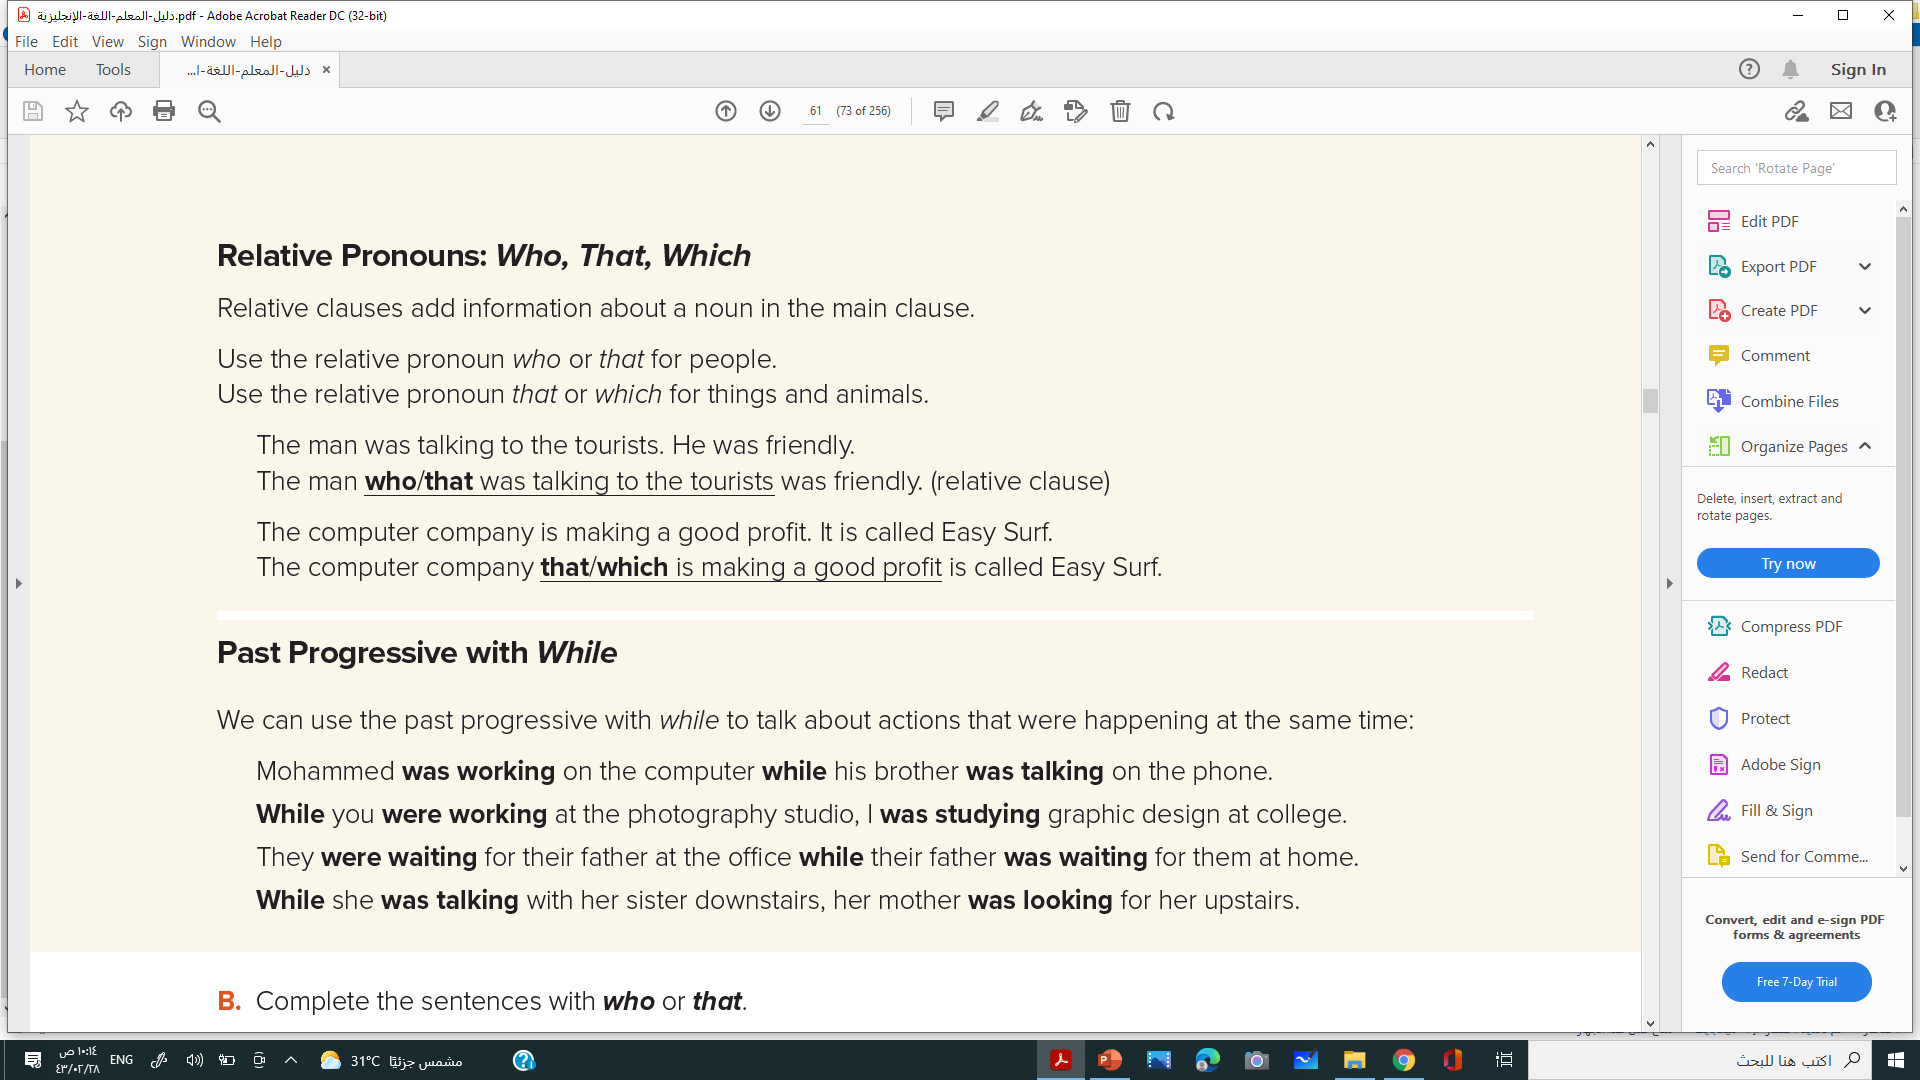 دليل-المعلم-اللغة-الإنجليزية.pdf - Adobe Acrobat Reader DC (32-bit)
File Edit View Sign Window Help
Home Tools دليل-المعلم-اللغة-ا... × Sign In
61 (73 of 256)
Relative Pronouns: Who, That, Which
Relative clauses add information about a noun in the main clause.
Use the relative pronoun who or that for people.
Use the relative pronoun that or which for things and animals.
The man was talking to the tourists. He was friendly.
The man who/that was talking to the tourists was friendly. (relative clause)
The computer company is making a good profit. It is called Easy Surf.
The computer company that/which is making a good profit is called Easy Surf.
Past Progressive with While
We can use the past progressive with while to talk about actions that were happening at the same time:
Mohammed was working on the computer while his brother was talking on the phone.
While you were working at the photography studio, I was studying graphic design at college.
They were waiting for their father at the office while their father was waiting for them at home.
While she was talking with her sister downstairs, her mother was looking for her upstairs.
B. Complete the sentences with who or that.
Search 'Rotate Page'
Edit PDF
Export PDF
Create PDF
Comment
Combine Files
Organize Pages
Delete, insert, extract and
rotate pages.
Try now
Compress PDF
Redact
Protect
Adobe Sign
Fill & Sign
Send for Comme...
Convert, edit and e-sign PDF
forms & agreements
Free 7-Day Trial
١٠:١٤ ص
٤٣/٠٢/٢٨
ENG
31°C مشمس جزئيًا
اكتب هنا للبحث